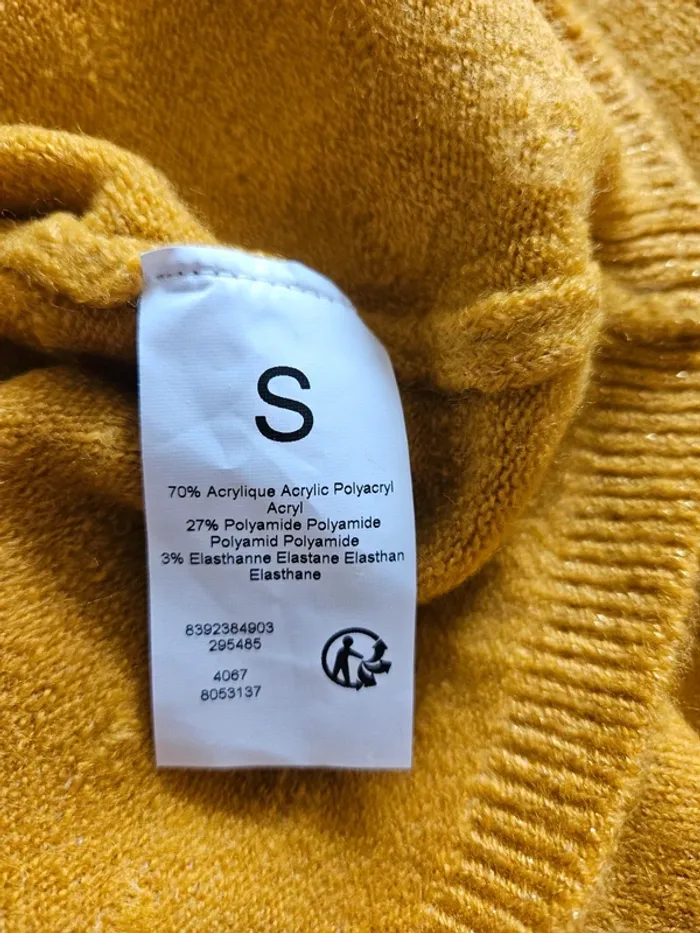 S
70% Acrylique Acrylic Polyacryl
Acryl
27% Polyamide Polyamide
Polyamid Polyamide
3% Elasthanne Elastane Elasthan
Elasthane
8392384903
295485
4067
8053137